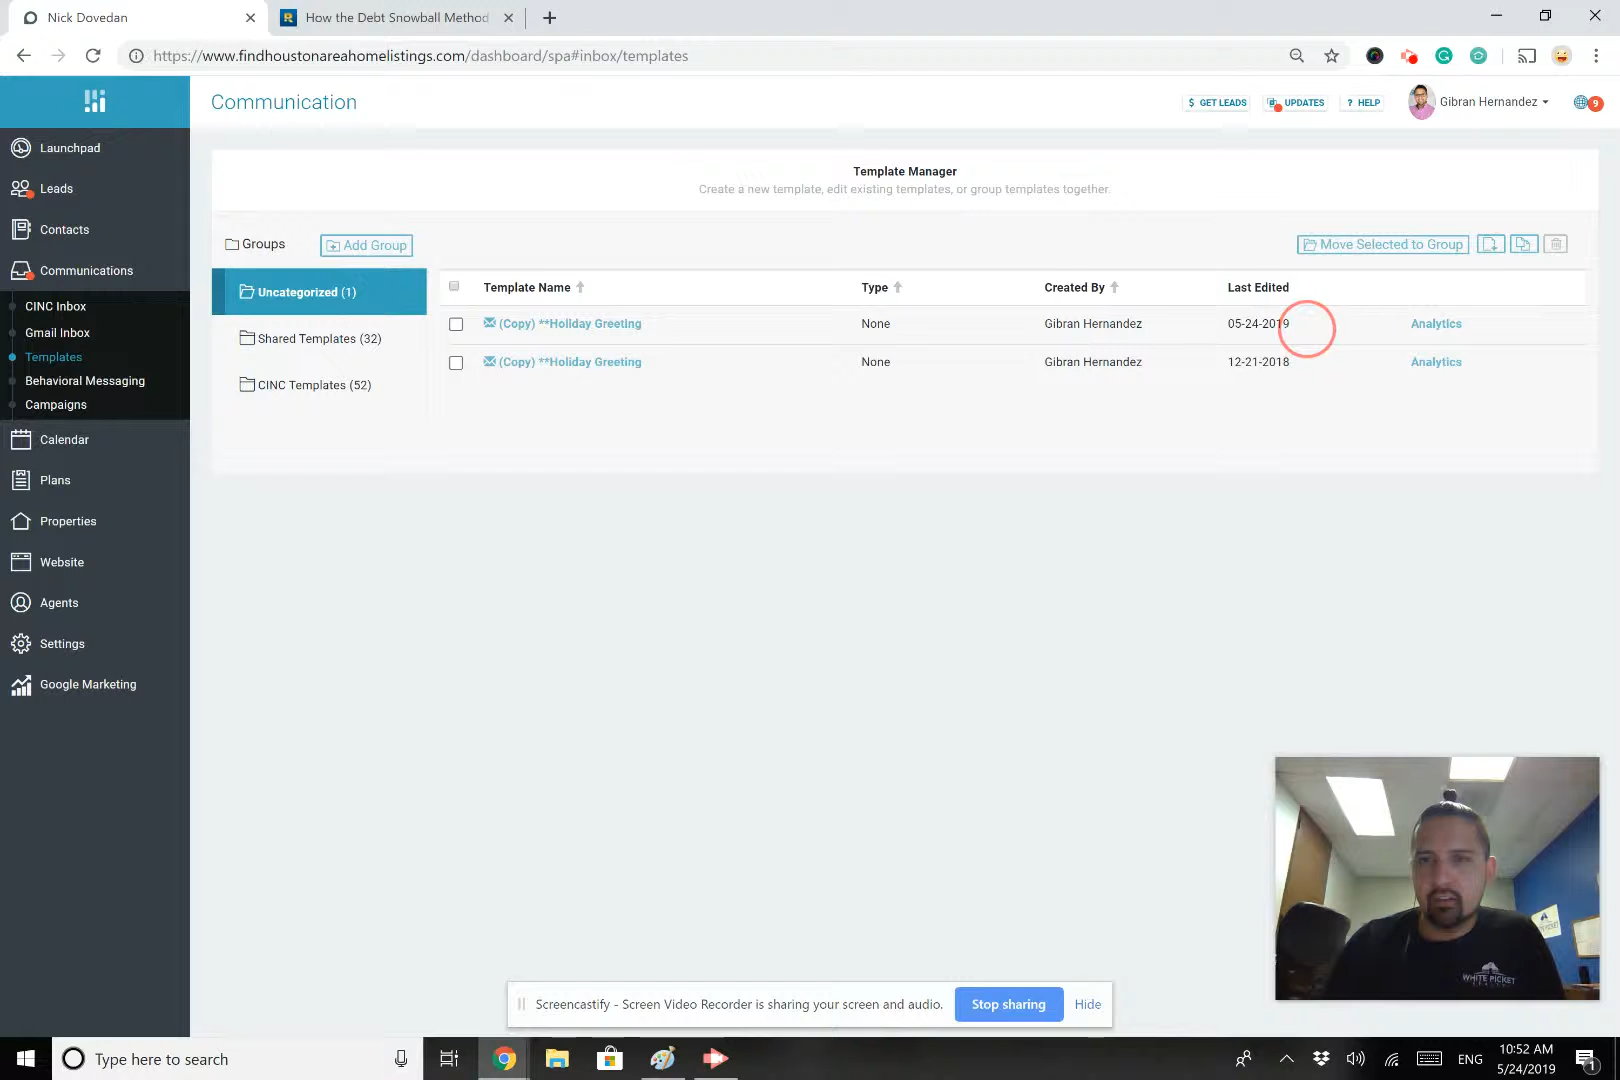 Nick Dovedan
How the Debt Snowball Method
https://www.findhoustonareahomelistings.com/dashboard/spa#inbox/templates
Communication
$ GET LEADS
UPDATES
? HELP
Gibran Hernandez
9
Launchpad
Leads
Contacts
Communications
CINC Inbox
Gmail Inbox
Templates
Behavioral Messaging
Campaigns
Calendar
Plans
Properties
Website
Agents
Settings
Google Marketing
Template Manager
Create a new template, edit existing templates, or group templates together.
Groups
Add Group
Move Selected to Group
Uncategorized (1)
Shared Templates (32)
CINC Templates (52)
Template Name Type Created By Last Edited
(Copy) **Holiday Greeting None Gibran Hernandez 05-24-2019 Analytics
(Copy) **Holiday Greeting None Gibran Hernandez 12-21-2018 Analytics
WHITE PICKET
Screencastify - Screen Video Recorder is sharing your screen and audio.
Stop sharing
Hide
Type here to search
ENG
10:52 AM
5/24/2019
1